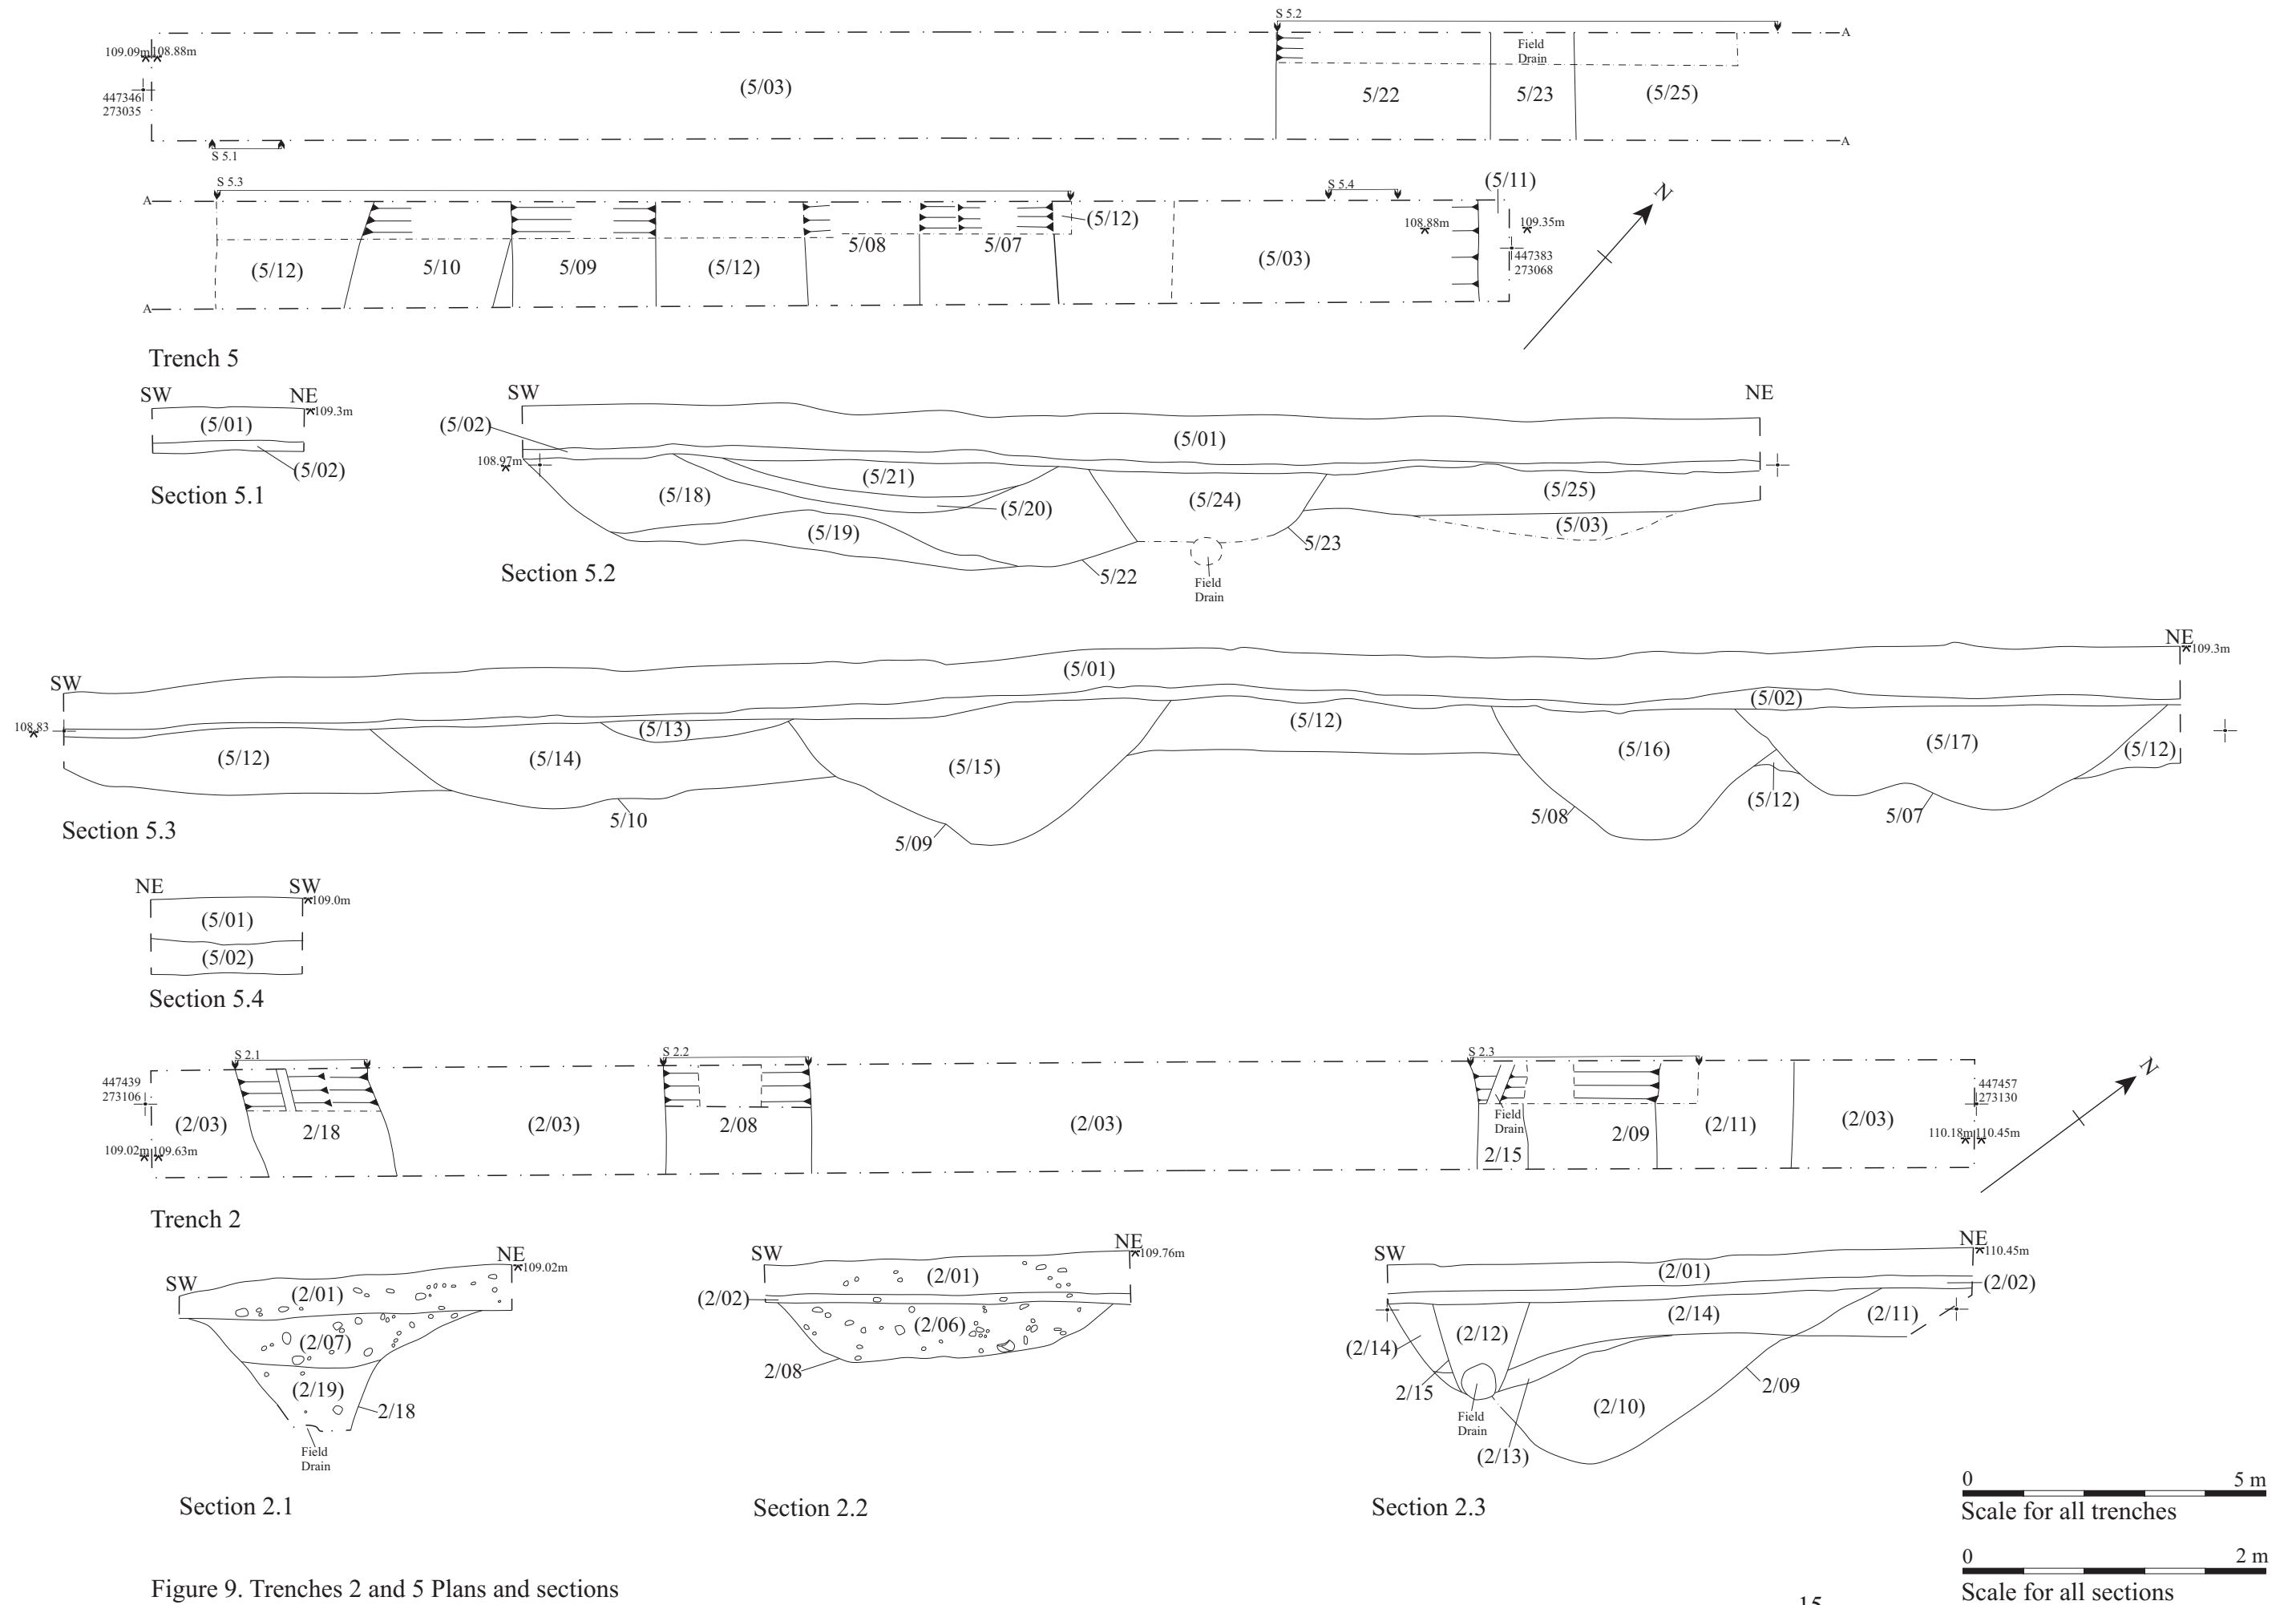 S 5.2
A
109.09m 108.88m
Field
Drain
(5/03)
5/22
5/23
(5/25)
447346
273035
A
S 5.1
S 5.3
S 5.4
(5/11)
N
A
(5/12)
108.88m
109.35m
5/08
5/07
(5/12)
5/10
5/09
(5/12)
(5/03)
447383
273068
A
Trench 5
SW
NE
109.3m
(5/01)
(5/02)
Section 5.1
SW
NE
(5/02)
(5/01)
108.97m
(5/21)
(5/18)
(5/20)
(5/24)
(5/25)
(5/19)
(5/03)
5/23
5/22
Field
Drain
Section 5.2
SW
NE
109.3m
(5/01)
(5/02)
108.83
(5/13)
(5/12)
(5/12)
(5/14)
(5/15)
(5/16)
(5/17)
(5/12)
(5/12)
5/10
5/09
5/08
5/07
Section 5.3
NE
SW
109.0m
(5/01)
(5/02)
Section 5.4
S 2.1
S 2.2
S 2.3
N
447439
273106
447457
273130
(2/03)
2/18
(2/03)
2/08
(2/03)
Field
Drain
2/15
2/09
(2/11)
(2/03)
109.02m 109.63m
110.18m 110.45m
Trench 2
SW
NE
109.02m
(2/01)
(2/07)
(2/19)
2/18
Field
Drain
Section 2.1
SW
NE
109.76m
(2/01)
(2/02)
(2/06)
2/08
Section 2.2
SW
NE
110.45m
(2/01)
(2/02)
(2/14)
(2/11)
(2/12)
(2/14)
2/15
2/09
(2/10)
Field
Drain
(2/13)
Section 2.3
0 5 m
Scale for all trenches
0 2 m
Scale for all sections
Figure 9. Trenches 2 and 5 Plans and sections
15